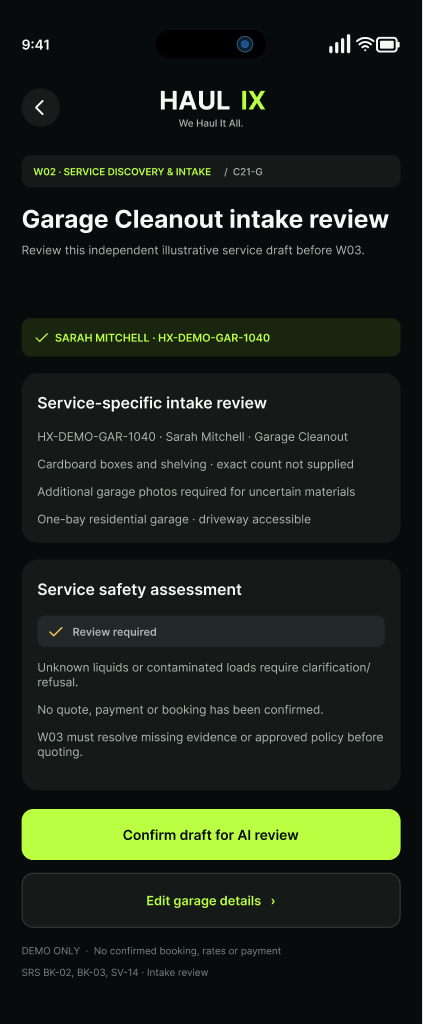 9:41
HAUL IX
We Haul It All.
W02 · SERVICE DISCOVERY & INTAKE / C21-G
Garage Cleanout intake review
Review this independent illustrative service draft before W03.
SARAH MITCHELL · HX-DEMO-GAR-1040
Service-specific intake review
HX-DEMO-GAR-1040 · Sarah Mitchell · Garage Cleanout
Cardboard boxes and shelving · exact count not supplied
Additional garage photos required for uncertain materials
One-bay residential garage · driveway accessible
Service safety assessment
Review required
Unknown liquids or contaminated loads require clarification/
refusal.
No quote, payment or booking has been confirmed.
W03 must resolve missing evidence or approved policy before
quoting.
Confirm draft for AI review
Edit garage details ›
DEMO ONLY · No confirmed booking, rates or payment
SRS BK-02, BK-03, SV-14 · Intake review